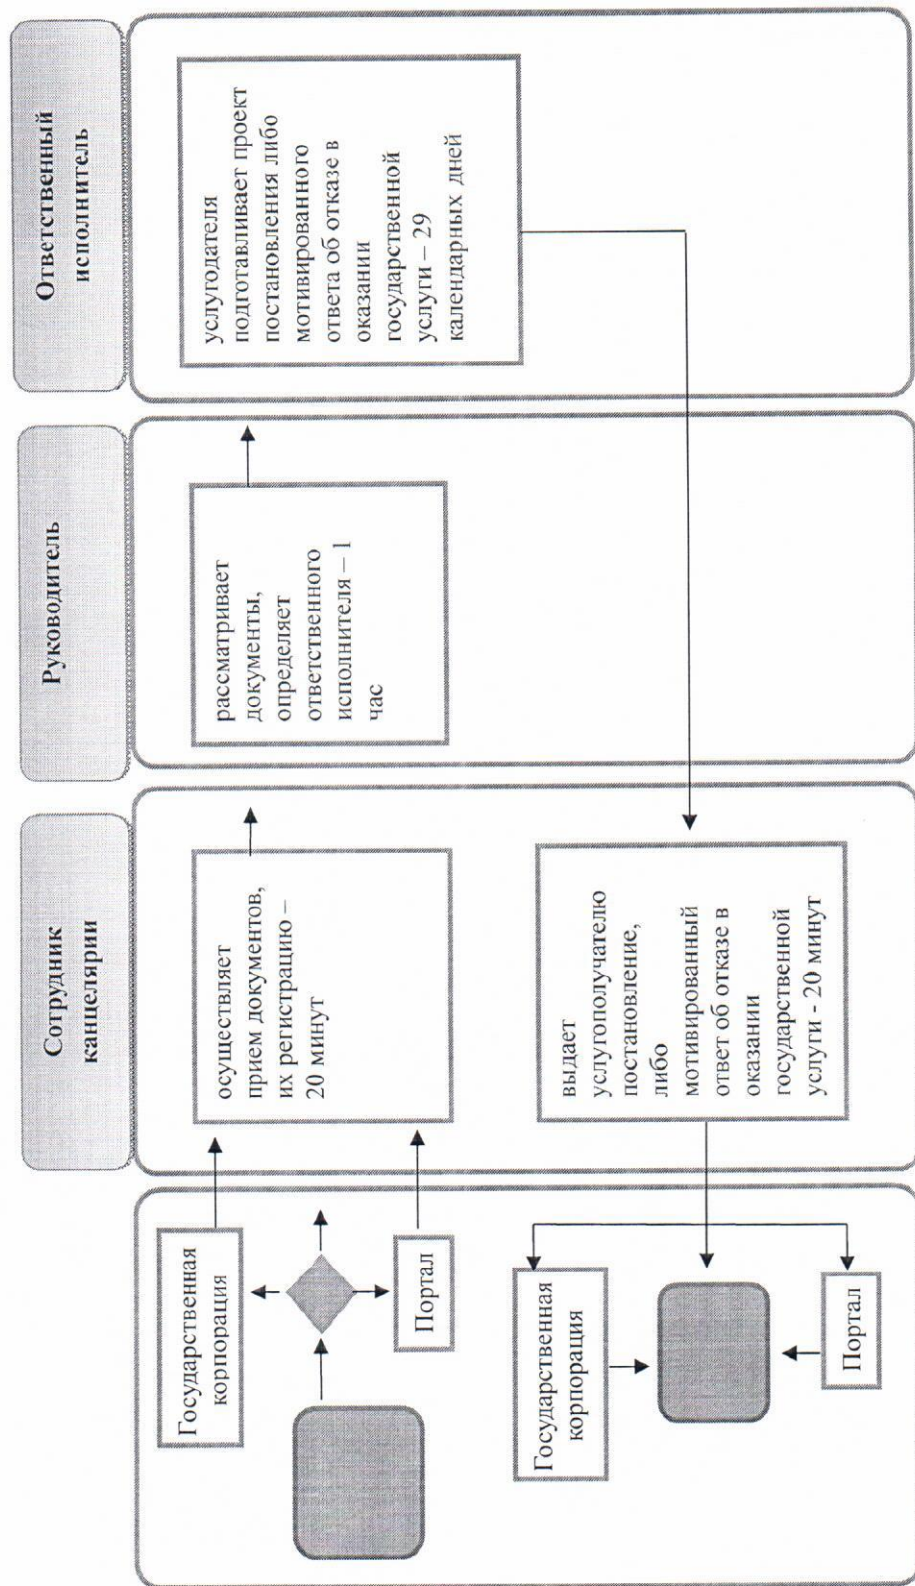 Сотрудник
канцелярии
Руководитель
Ответственный
исполнитель
Государственная
корпорация
Портал
осуществляет
прием документов,
их регистрацию –
20 минут
рассматривает
документы,
определяет
ответственного
исполнителя – 1
час
услугодателя
подготавливает проект
постановления либо
мотивированного
ответа об отказе в
оказании
государственной
услуги – 29
календарных дней
Государственная
корпорация
Портал
выдает
услугополучателю
постановление,
либо
мотивированный
ответ об отказе в
оказании
государственной
услуги - 20 минут